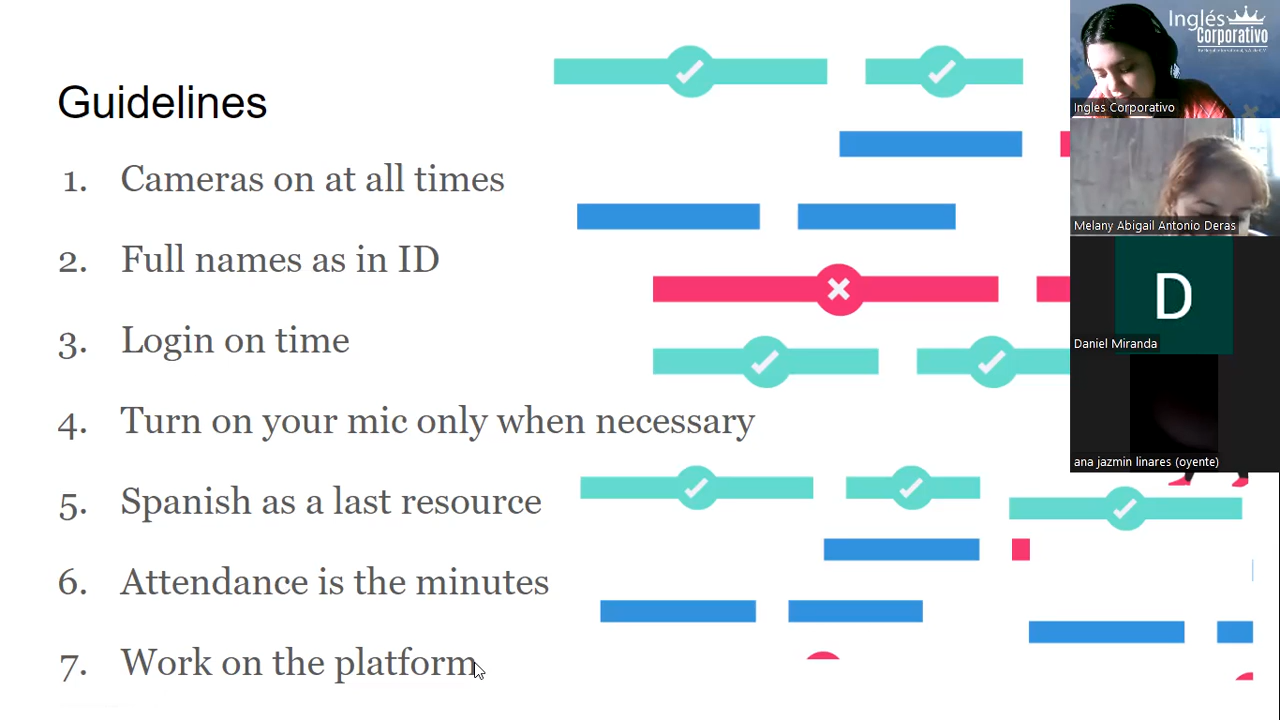 Guidelines
1. Cameras on at all times
2. Full names as in ID
3. Login on time
4. Turn on your mic only when necessary
5. Spanish as a last resource
6. Attendance is the minutes
7. Work on the platform
Inglés
Corporativo
Ingles Corporativo
Melany Abigail Antonio Deras
D
Daniel Miranda
ana jazmin linares (oyente)